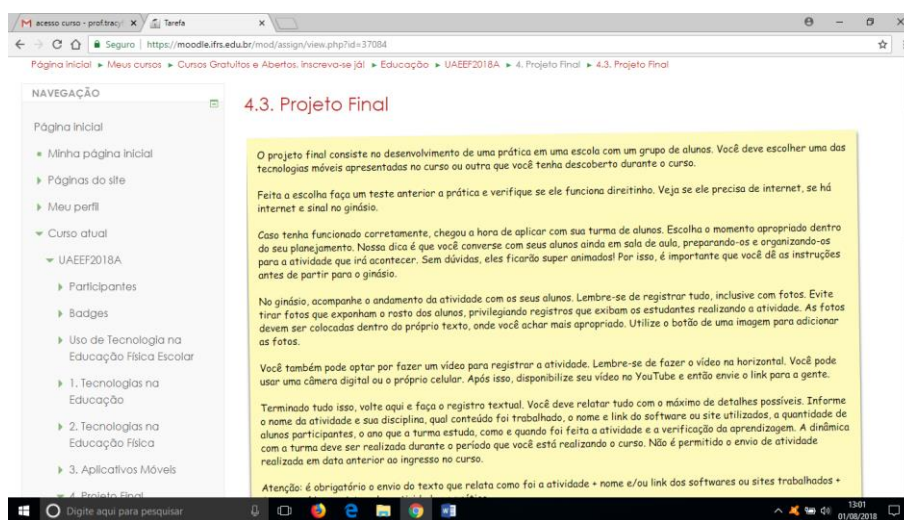 acesso curso - prof.tracy
Tarefa
Seguro
https://moodle.ifrs.edu.br/mod/assign/view.php?id=37084
Página inicial ▸ Meus cursos ▸ Cursos Gratuitos e Abertos. Inscreva-se já! ▸ Educação ▸ UAEEF2018A ▸ 4. Projeto Final ▸ 4.3. Projeto Final
NAVEGAÇÃO
Página inicial
Minha página inicial
Páginas do site
Meu perfil
Curso atual
UAEEF2018A
Participantes
Badges
Uso de Tecnologia na
Educação Física Escolar
1. Tecnologias na
Educação
2. Tecnologias na
Educação Física
3. Aplicativos Móveis
4. Projeto Final
4.3. Projeto Final
O projeto final consiste no desenvolvimento de uma prática em uma escola com um grupo de alunos. Você deve escolher uma das
tecnologias móveis apresentadas no curso ou outra que você tenha descoberto durante o curso.
Feita a escolha faça um teste anterior a prática e verifique se ele funciona direitinho. Veja se ele precisa de internet, se há
internet e sinal no ginásio.
Caso tenha funcionado corretamente, chegou a hora de aplicar com sua turma de alunos. Escolha o momento apropriado dentro
do seu planejamento. Nossa dica é que você converse com seus alunos ainda em sala de aula, preparando-os e organizando-os
para a atividade que irá acontecer. Sem dúvidas, eles ficarão super animados! Por isso, é importante que você dê as instruções
antes de partir para o ginásio.
No ginásio, acompanhe o andamento da atividade com os seus alunos. Lembre-se de registrar tudo, inclusive com fotos. Evite
tirar fotos que exponham o rosto dos alunos, privilegiando registros que exibam os estudantes realizando a atividade. As fotos
devem ser colocadas dentro do próprio texto, onde você achar mais apropriado. Utilize o botão de uma imagem para adicionar
as fotos.
Você também pode optar por fazer um vídeo para registrar a atividade. Lembre-se de fazer o vídeo na horizontal. Você pode
usar uma câmera digital ou o próprio celular. Após isso, disponibilize seu vídeo no YouTube e então envie o link para a gente.
Terminado tudo isso, volte aqui e faça o registro textual. Você deve relatar tudo com o máximo de detalhes possíveis. Informe
o nome da atividade e sua disciplina, qual conteúdo foi trabalhado, o nome e link do software ou site utilizados, a quantidade de
alunos participantes, o ano que a turma estuda, como e quando foi feita a atividade e a verificação da aprendizagem. A dinâmica
com a turma deve ser realizada durante o período que você está realizando o curso. Não é permitido o envio de atividade
realizada em data anterior ao ingresso no curso.
Atenção: é obrigatório o envio do texto que relata como foi a atividade + nome e/ou link dos softwares ou sites trabalhados +
Digite aqui para pesquisar
13:01
01/08/2018